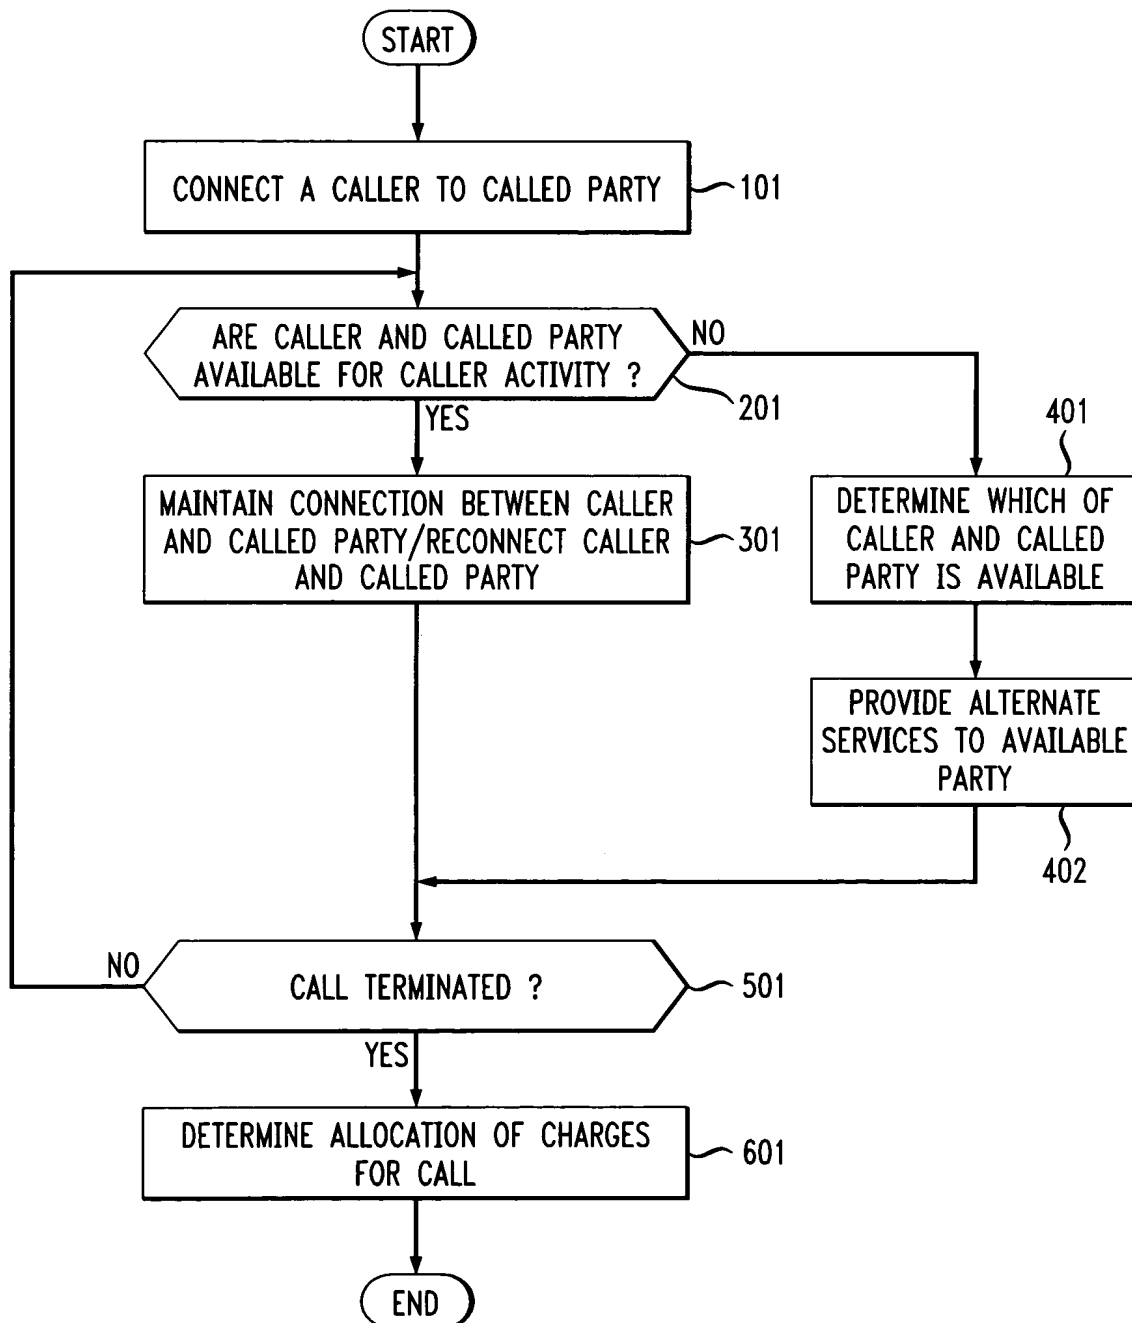 START
CONNECT A CALLER TO CALLED PARTY
101
ARE CALLER AND CALLED PARTY
AVAILABLE FOR CALLER ACTIVITY ?
NO
201
YES
401
MAINTAIN CONNECTION BETWEEN CALLER
AND CALLED PARTY/RECONNECT CALLER
AND CALLED PARTY
301
DETERMINE WHICH OF
CALLER AND CALLED
PARTY IS AVAILABLE
PROVIDE ALTERNATE
SERVICES TO AVAILABLE
PARTY
402
NO
CALL TERMINATED ?
501
YES
DETERMINE ALLOCATION OF CHARGES
FOR CALL
601
END